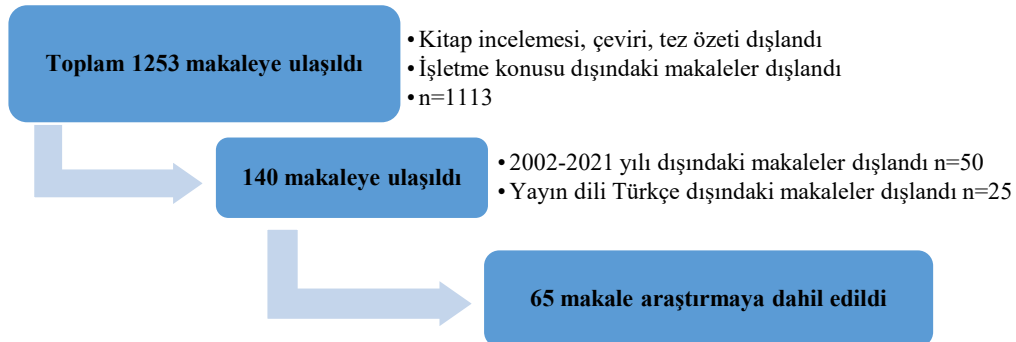 Toplam 1253 makaleye ulaşıldı
• Kitap incelemesi, çeviri, tez özeti dışlandı
• İşletme konusu dışındaki makaleler dışlandı
• n=1113
140 makaleye ulaşıldı
• 2002-2021 yılı dışındaki makaleler dışlandı n=50
• Yayın dili Türkçe dışındaki makaleler dışlandı n=25
65 makale araştırmaya dahil edildi